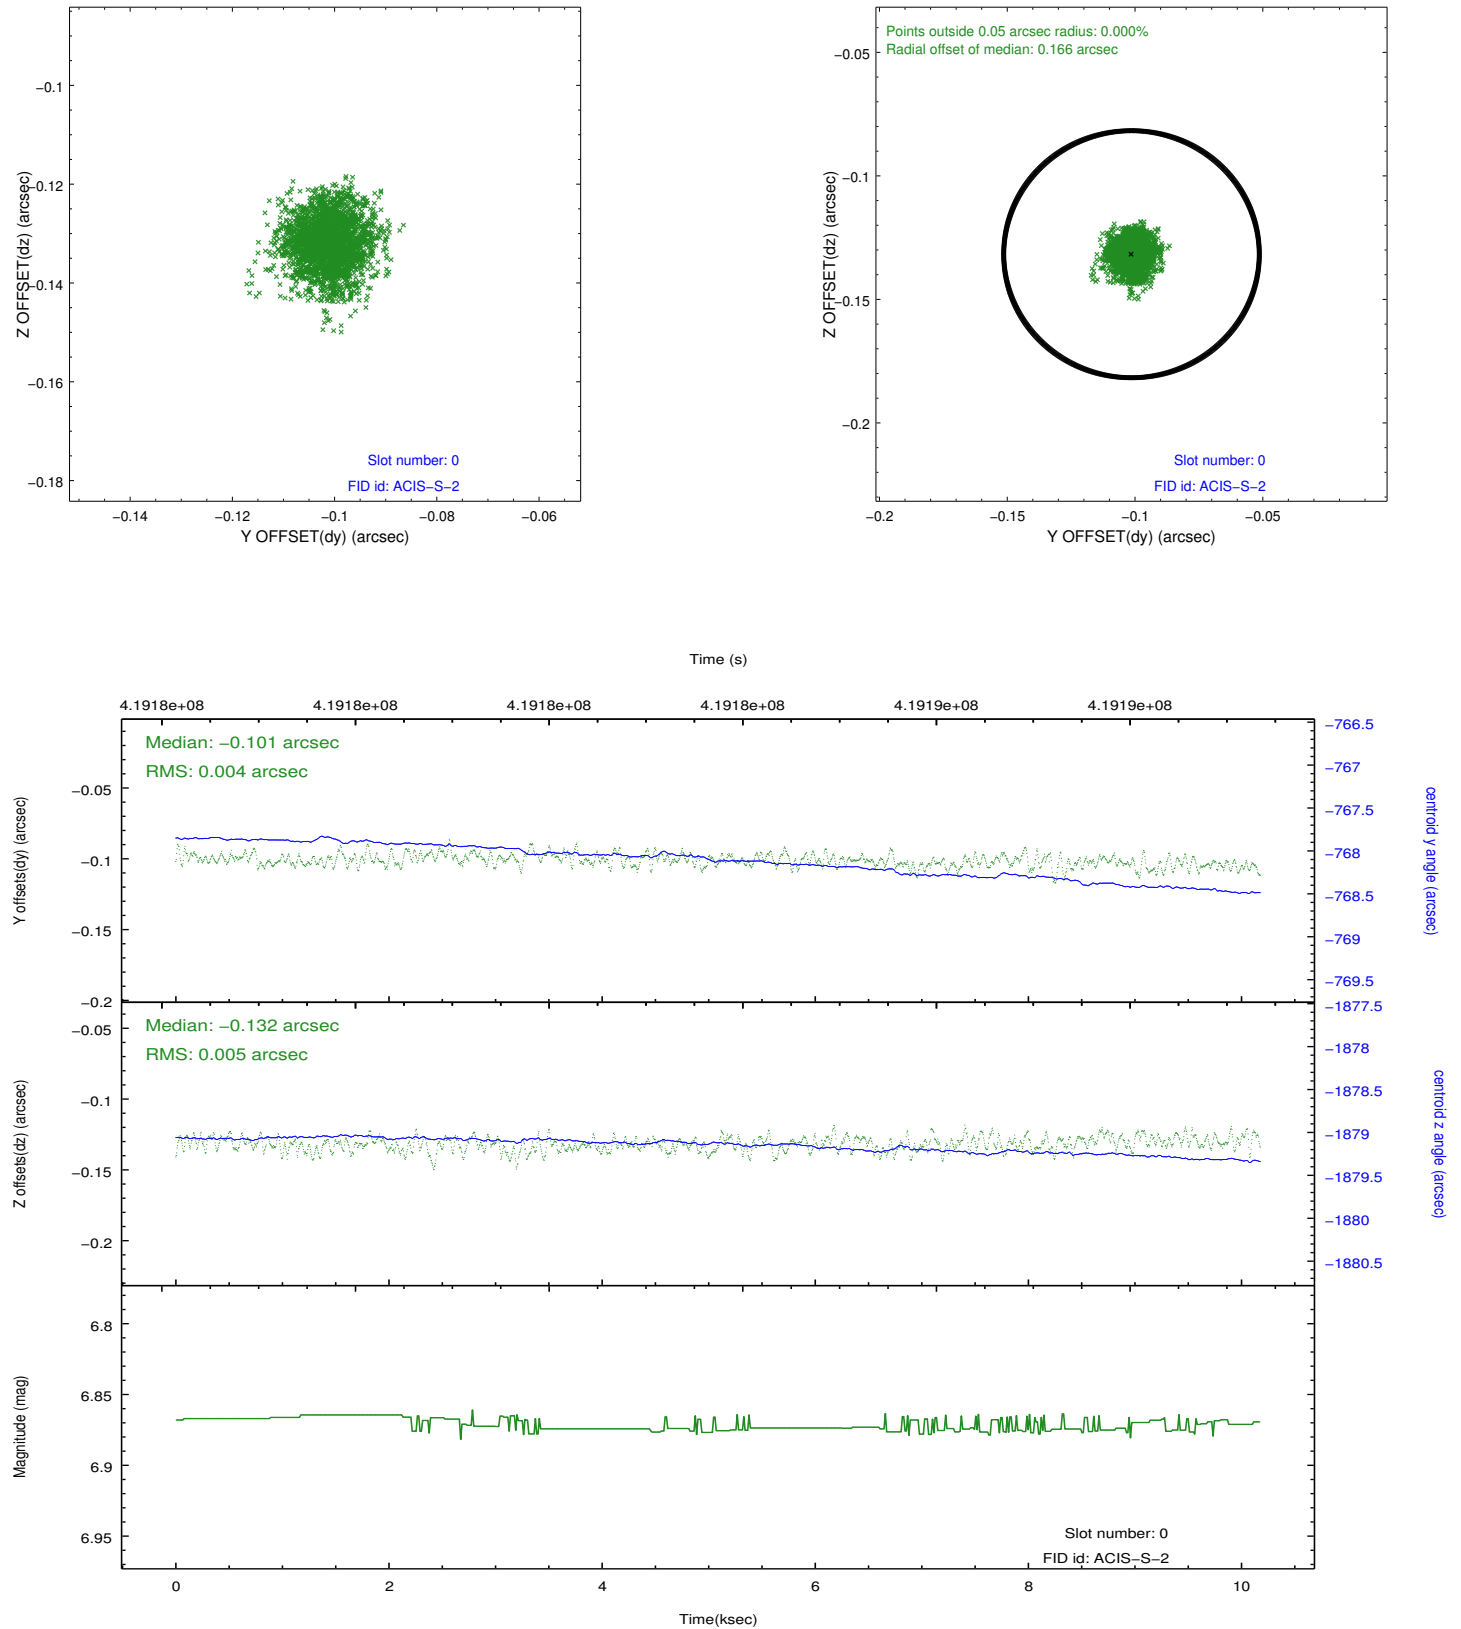 −0.1
−0.12
−0.14
−0.16
−0.18
Z OFFSET(dz) (arcsec)
Slot number: 0
FID id: ACIS−S−2
−0.14 −0.12 −0.1 −0.08 −0.06
Y OFFSET(dy) (arcsec)
Points outside 0.05 arcsec radius: 0.000%
Radial offset of median: 0.166 arcsec
−0.05
−0.1
−0.15
−0.2
Z OFFSET(dz) (arcsec)
Slot number: 0
FID id: ACIS−S−2
−0.2 −0.15 −0.1 −0.05
Y OFFSET(dy) (arcsec)
Time (s)
4.1918e+08 4.1918e+08 4.1918e+08 4.1918e+08 4.1919e+08 4.1919e+08
Median: −0.101 arcsec
RMS: 0.004 arcsec
−0.05
−0.1
−0.15
−0.2
Y offsets(dy) (arcsec)
−766.5
−767
−767.5
−768
−768.5
−769
−769.5
centroid y angle (arcsec)
Median: −0.132 arcsec
RMS: 0.005 arcsec
−0.05
−0.1
−0.15
−0.2
Z offsets(dz) (arcsec)
−1877.5
−1878
−1878.5
−1879
−1879.5
−1880
−1880.5
centroid z angle (arcsec)
6.8
6.85
6.9
6.95
Magnitude (mag)
Slot number: 0
FID id: ACIS−S−2
0 2 4 6 8 10
Time(ksec)